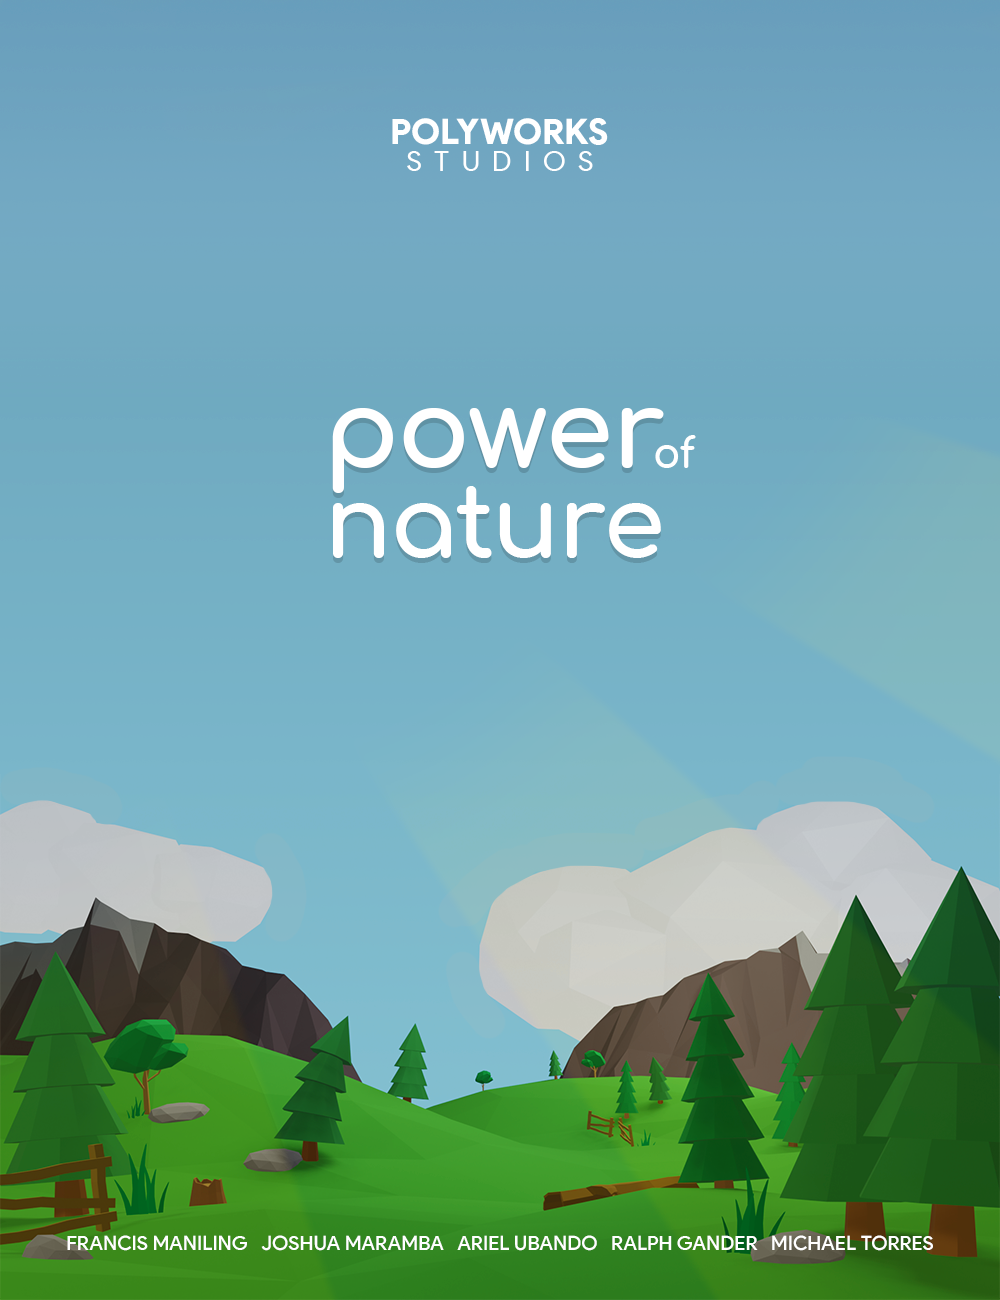 POLYWORKS
STUDIOS
power of
nature
FRANCIS MANILING JOSHUA MARAMBA ARIEL UBANDO RALPH GANDER MICHAEL TORRES